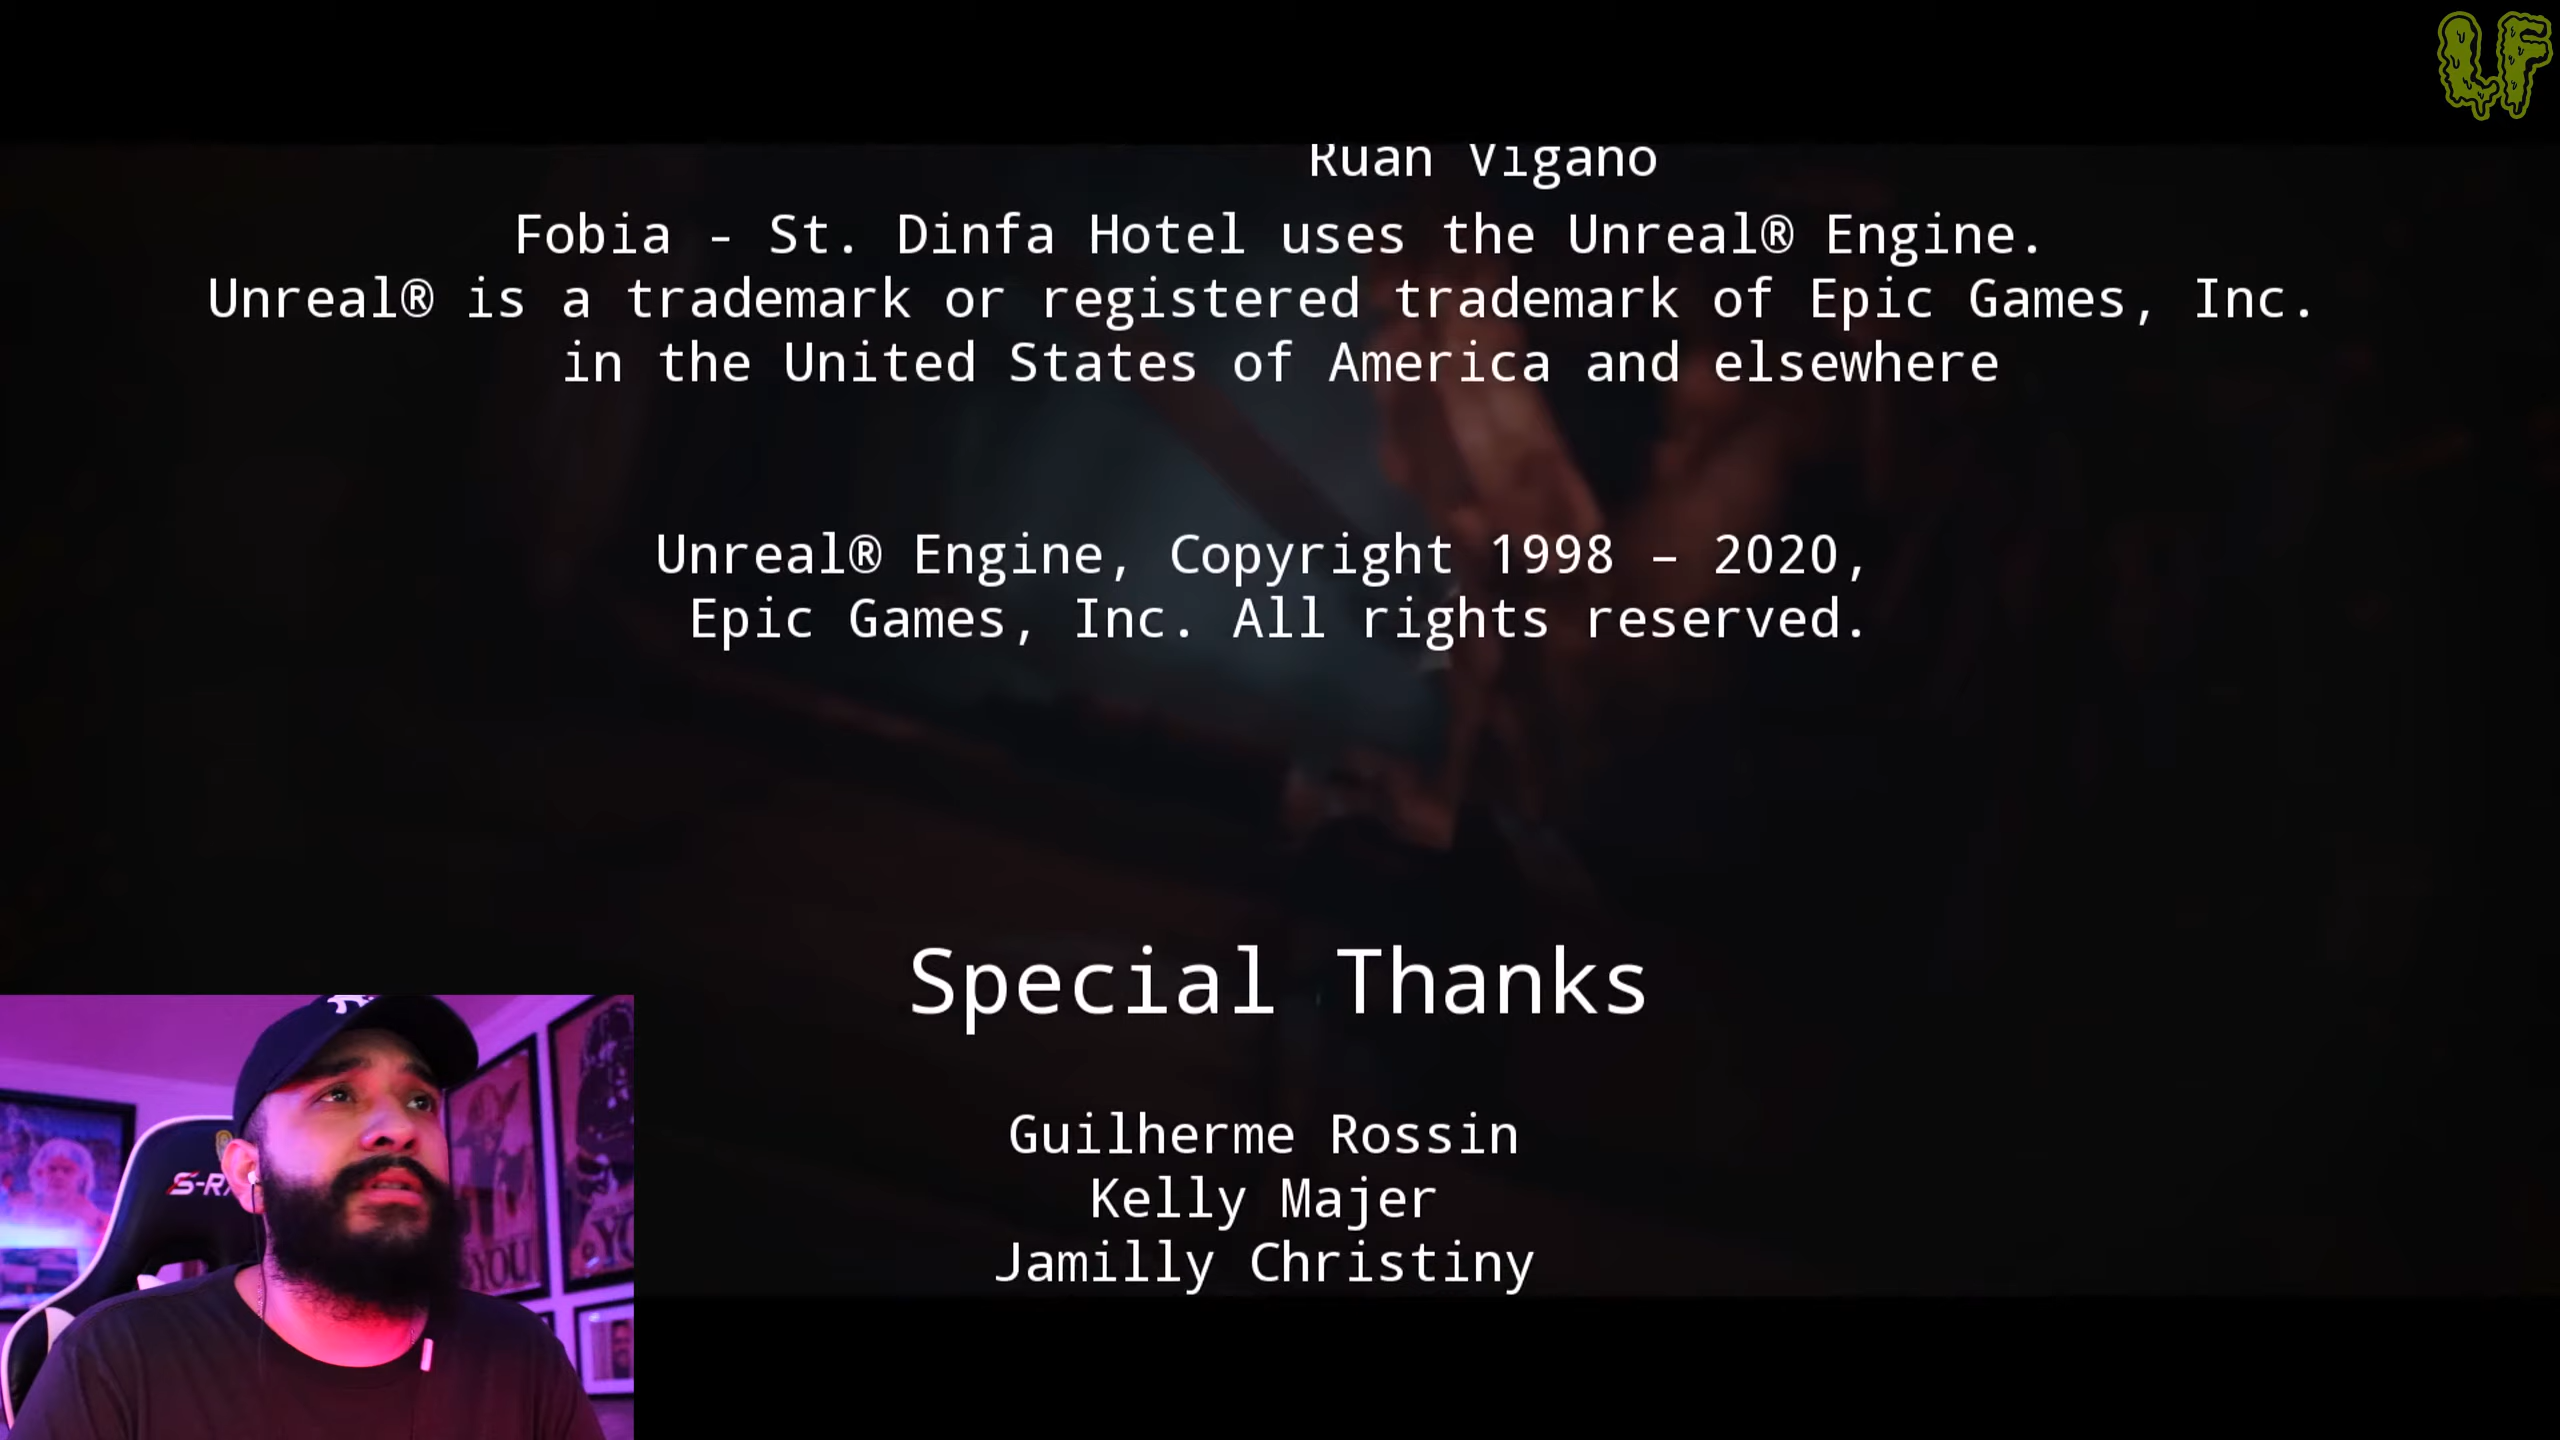 LF
Ruan Vigano
Fobia - St. Dinfa Hotel uses the Unreal® Engine.
Unreal® is a trademark or registered trademark of Epic Games, Inc.
in the United States of America and elsewhere
Unreal® Engine, Copyright 1998 – 2020,
Epic Games, Inc. All rights reserved.
Special Thanks
Guilherme Rossin
Kelly Majer
Jamilly Christiny
YOU